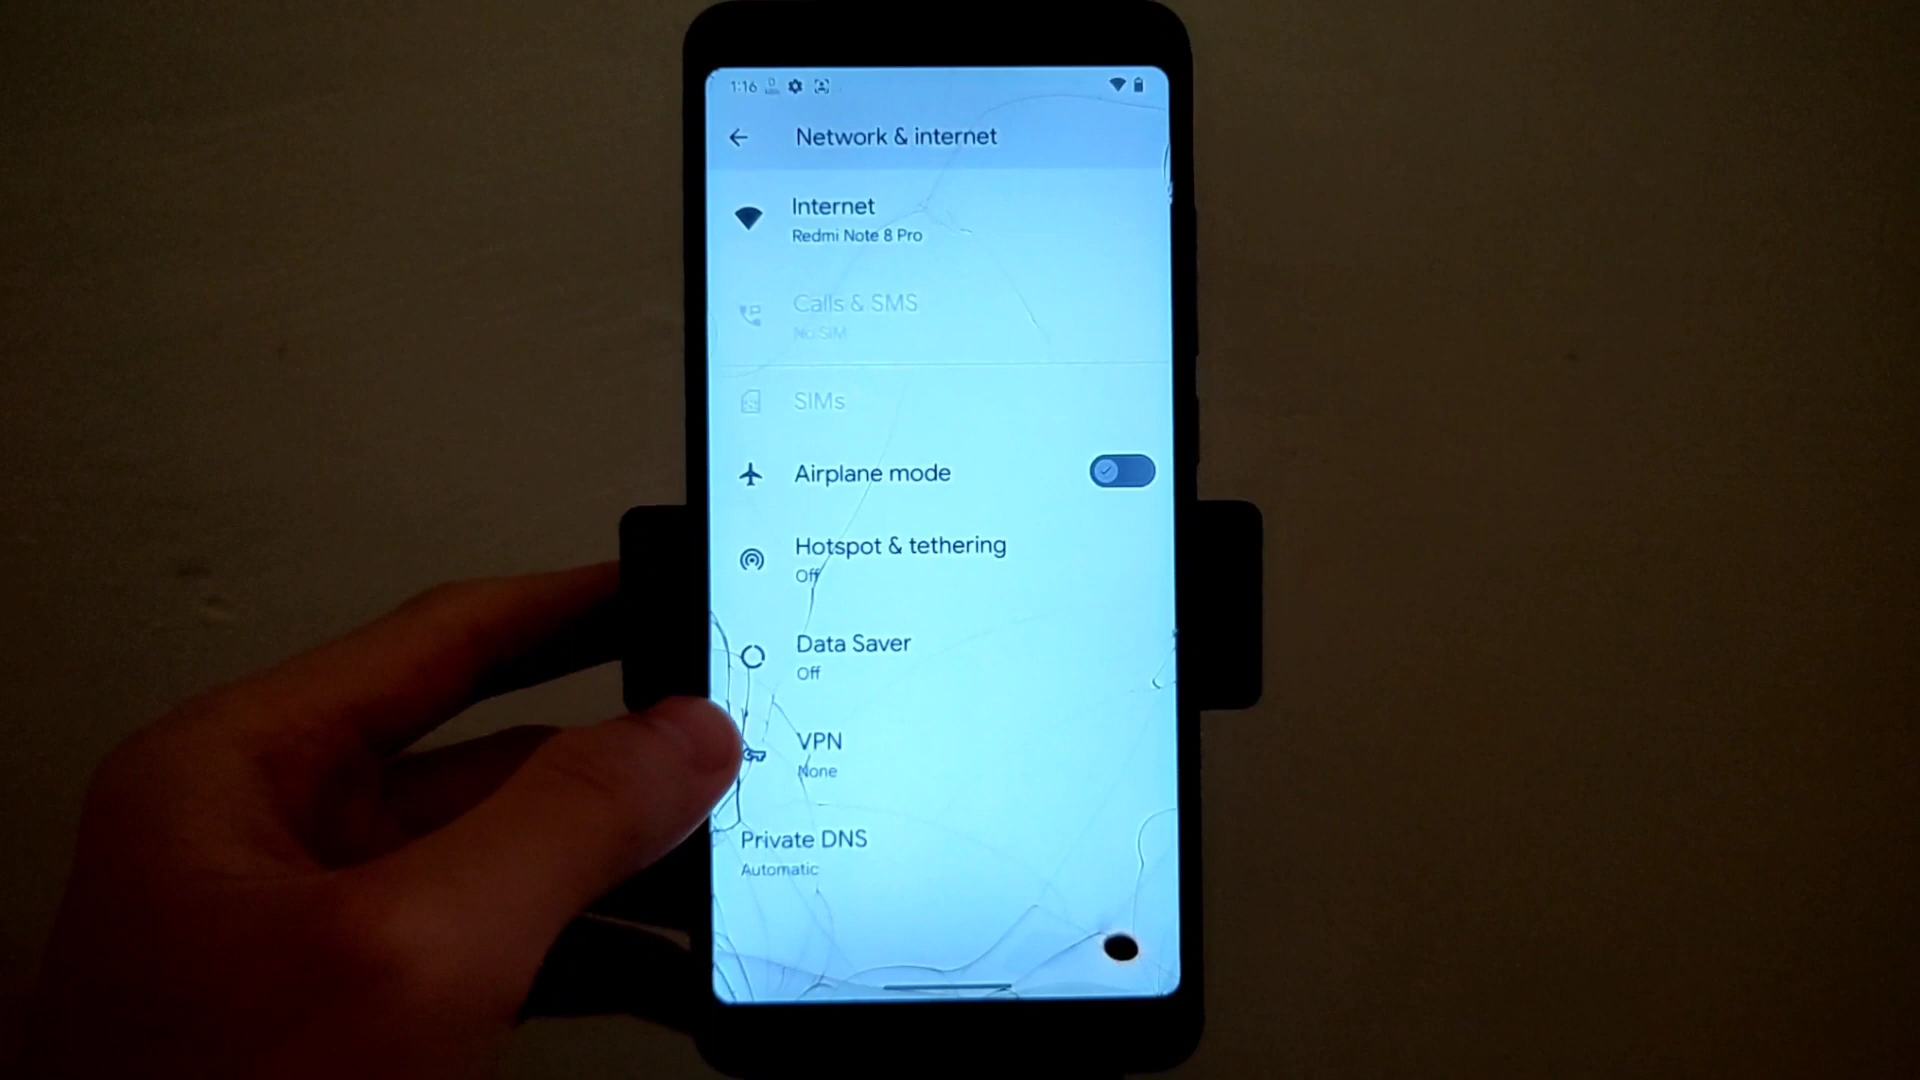 1:16
Network & internet
Internet
Redmi Note 8 Pro
Calls & SMS
No SIM
SIMs
Airplane mode
Hotspot & tethering
Off
Data Saver
Off
VPN
None
Private DNS
Automatic